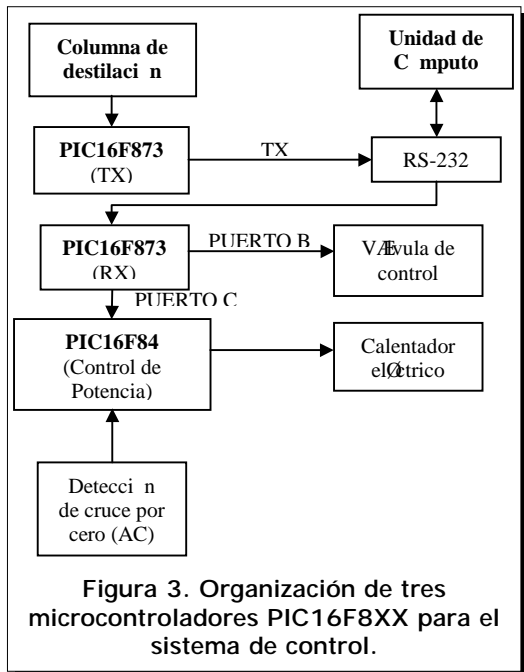 Columna de
destilaci n
Unidad de
C mputo
PIC16F873
(TX)
TX
RS-232
PIC16F873
(RX)
PUERTO B
VÆlvula de
control
PUERTO C
PIC16F84
(Control de
Potencia)
Calentador
elØctrico
Detecci n
de cruce por
cero (AC)
Figura 3. Organización de tres
microcontroladores PIC16F8XX para el
sistema de control.